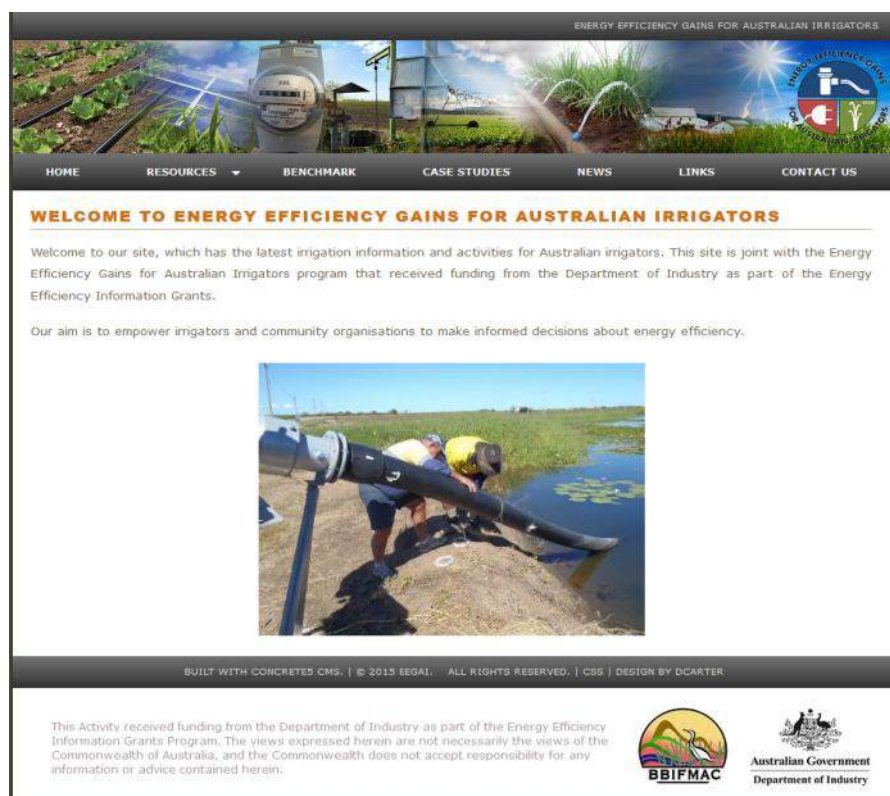 ENERGY EFFICIENCY GAINS FOR AUSTRALIAN IRRIGATORS
ENERGY EFFICIENCY GAINS
FOR AUSTRALIAN IRRIGATORS
ABB
HOME RESOURCES BENCHMARK CASE STUDIES NEWS LINKS CONTACT US
WELCOME TO ENERGY EFFICIENCY GAINS FOR AUSTRALIAN IRRIGATORS
Welcome to our site, which has the latest irrigation information and activities for Australian irrigators. This site is joint with the Energy
Efficiency Gains for Australian Irrigators program that received funding from the Department of Industry as part of the Energy
Efficiency Information Grants.
Our aim is to empower irrigators and community organisations to make informed decisions about energy efficiency.
BUILT WITH CONCRETE5 CMS. | © 2015 EEGAI. ALL RIGHTS RESERVED. | CSS | DESIGN BY DCARTER
This Activity received funding from the Department of Industry as part of the Energy Efficiency
Information Grants Program. The views expressed herein are not necessarily the views of the
Commonwealth of Australia, and the Commonwealth does not accept responsibility for any
information or advice contained herein.
BBIFMAC
Australian Government
Department of Industry